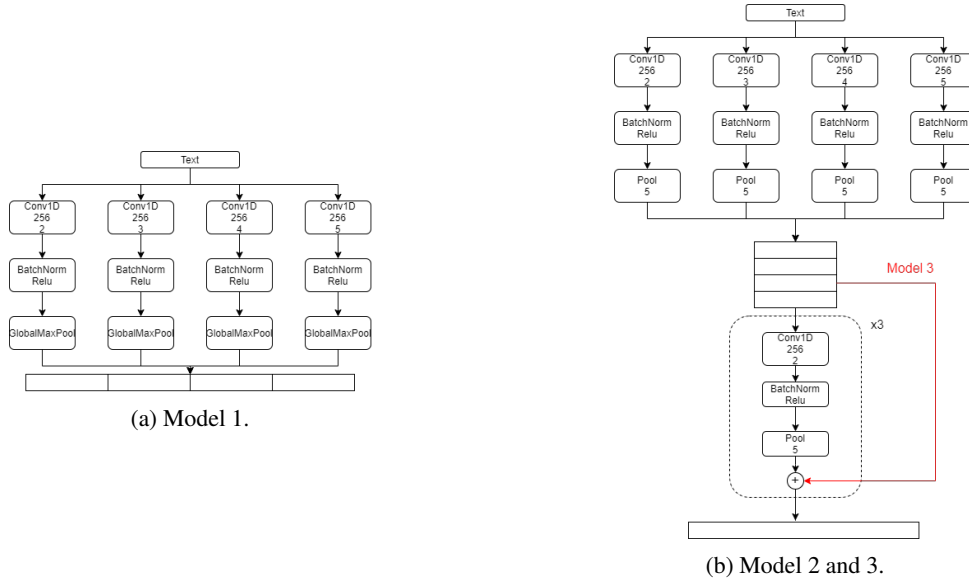 Text
Conv1D
256
2
Conv1D
256
3
Conv1D
256
4
Conv1D
256
5
BatchNorm
Relu
BatchNorm
Relu
BatchNorm
Relu
BatchNorm
Relu
GlobalMaxPool
GlobalMaxPool
GlobalMaxPool
GlobalMaxPool
(a) Model 1.
Text
Conv1D
256
2
Conv1D
256
3
Conv1D
256
4
Conv1D
256
5
BatchNorm
Relu
BatchNorm
Relu
BatchNorm
Relu
BatchNorm
Relu
Pool
5
Pool
5
Pool
5
Pool
5
Model 3
x3
Conv1D
256
2
BatchNorm
Relu
Pool
5
+
(b) Model 2 and 3.